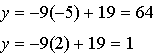 y = −9(−5) + 19 = 64
y = −9(2) + 19 = 1